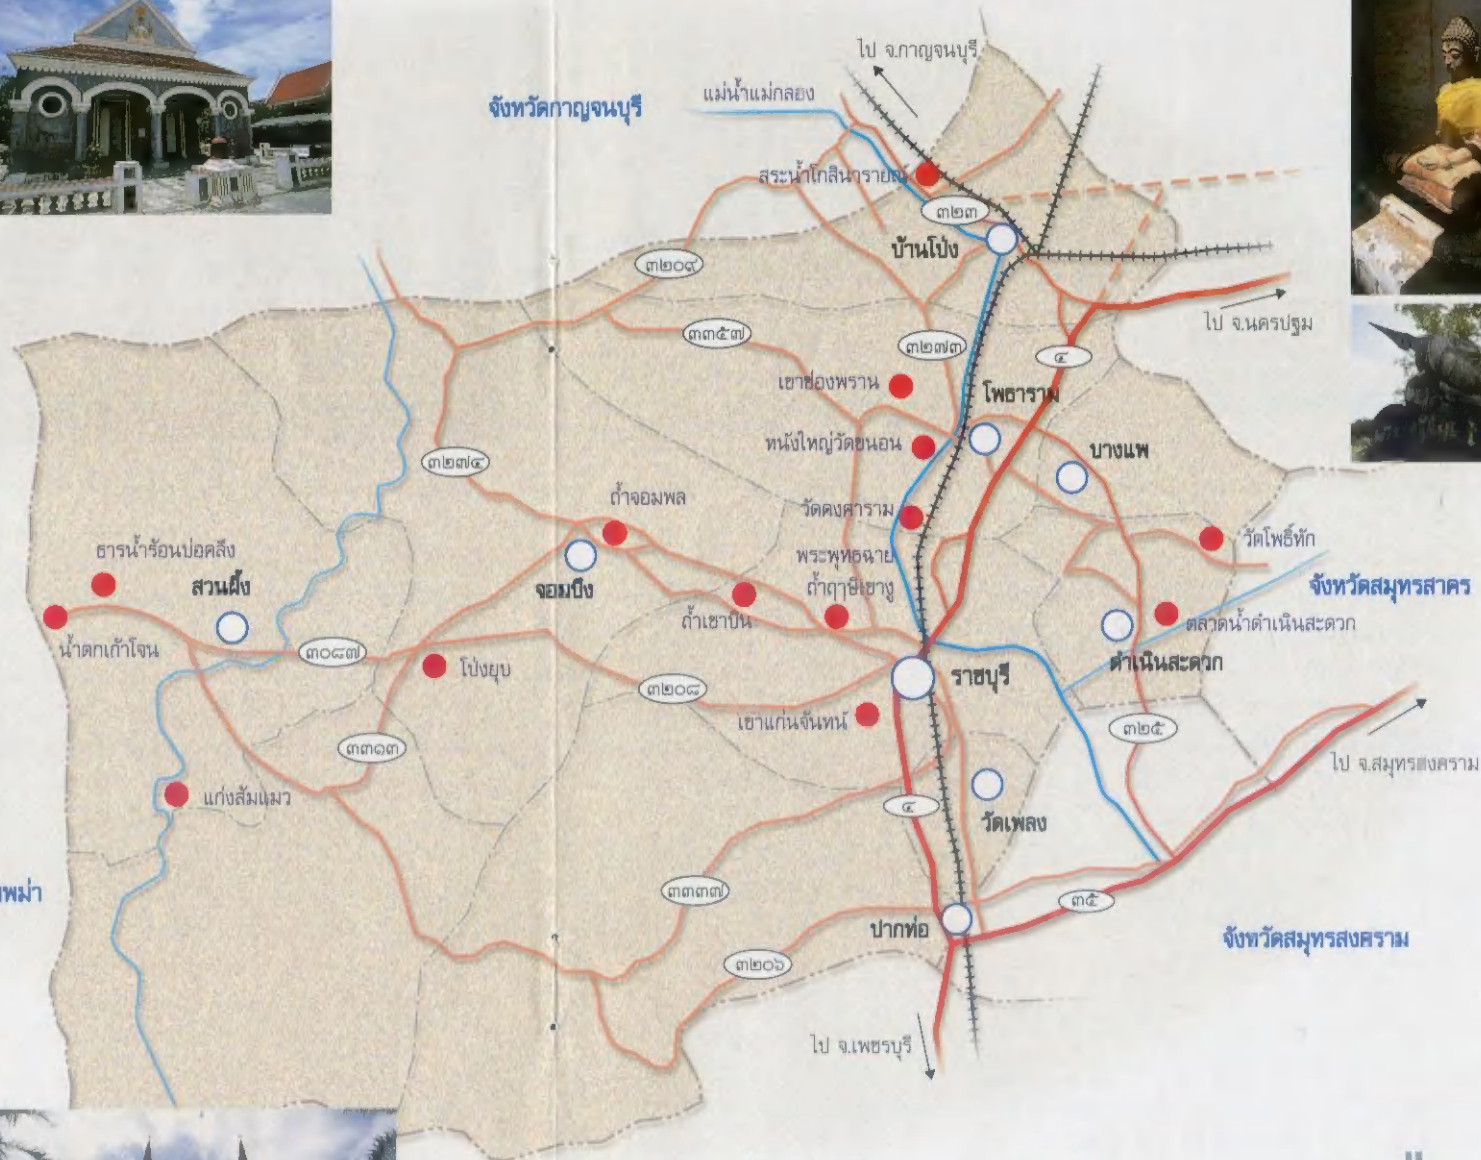 ไป จ.กาญจนบุรี
จังหวัดกาญจนบุรี
แม่น้ำแม่กลอง
สระน้ำโกสินารายณ์
๓๒๓
บ้านโป่ง
๓๒๐๙
ไป จ.นครปฐม
๓๓๕๗
๓๒๗๓
๔
เขาช่องพราน
โพธาราม
หนังใหญ่วัดขนอน
บางแพ
๓๒๗๔
ถ้ำจอมพล
วัดคงคาราม
วัดโพธิ์ทัก
ธารน้ำร้อนบ่อคลึง
พระพุทธฉาย
ถ้ำฤาษีเขางู
สวนผึ้ง
จอมบึง
จังหวัดสมุทรสาคร
ถ้ำเขาบิน
ตลาดน้ำดำเนินสะดวก
น้ำตกเก้าโจน
๓๐๘๗
โป่งยุบ
ดำเนินสะดวก
ราชบุรี
๓๒๐๘
เขาแก่นจันทน์
๓๒๕
๓๓๑๓
ไป จ.สมุทรสงคราม
แก่งส้มแมว
๔
วัดเพลง
พม่า
๓๓๓๗
๓๕
ปากท่อ
จังหวัดสมุทรสงคราม
๓๒๐๖
ไป จ.เพชรบุรี